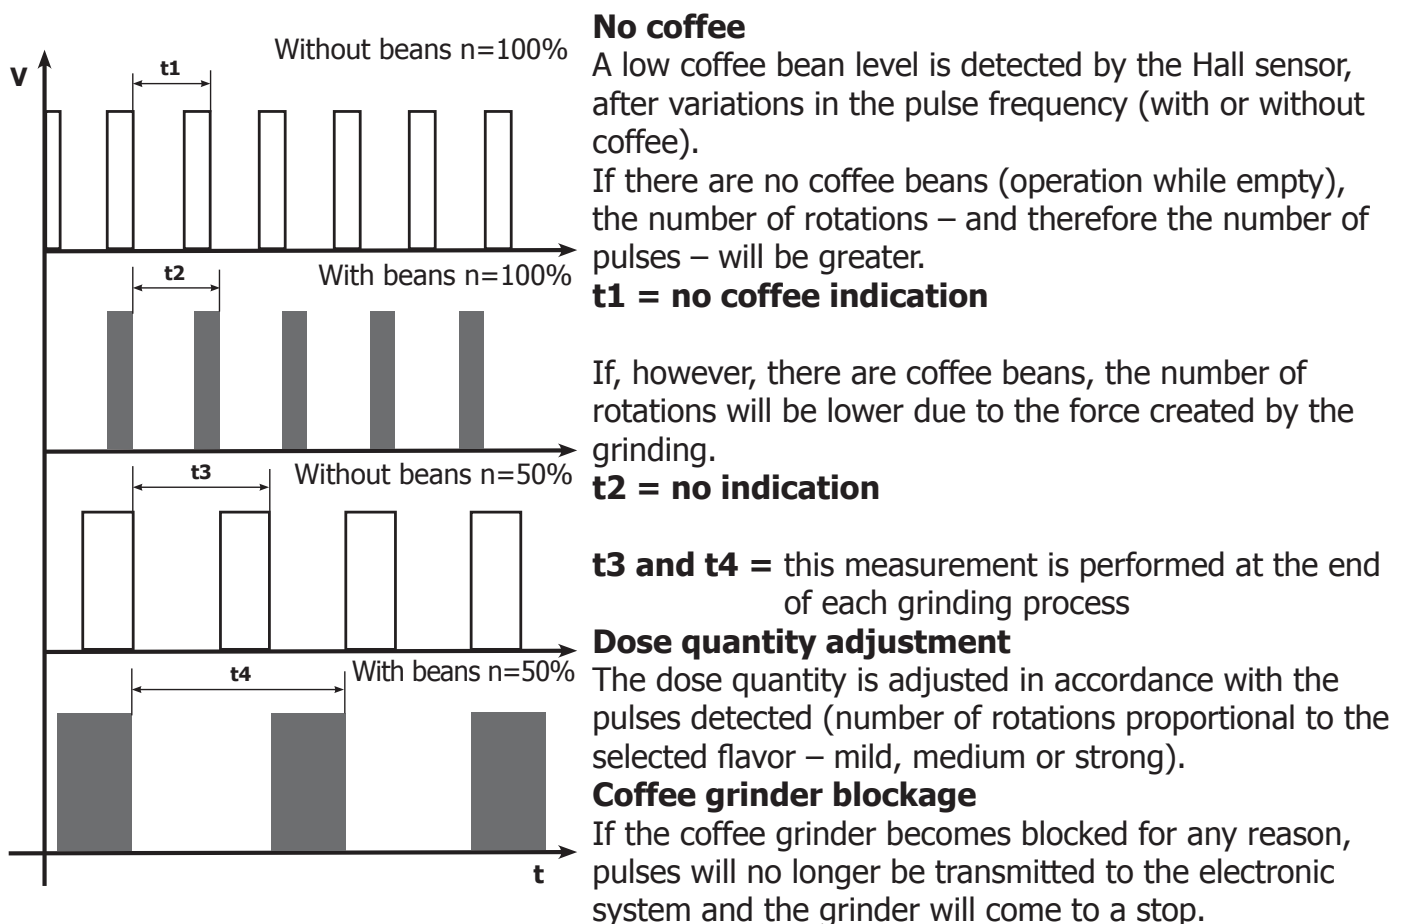 V
Without beans n=100%
t1
With beans n=100%
t2
Without beans n=50%
t3
With beans n=50%
t4
t
No coffee
A low coffee bean level is detected by the Hall sensor,
after variations in the pulse frequency (with or without
coffee).
If there are no coffee beans (operation while empty),
the number of rotations – and therefore the number of
pulses – will be greater.
t1 = no coffee indication
If, however, there are coffee beans, the number of
rotations will be lower due to the force created by the
grinding.
t2 = no indication
t3 and t4 = this measurement is performed at the end
of each grinding process
Dose quantity adjustment
The dose quantity is adjusted in accordance with the
pulses detected (number of rotations proportional to the
selected flavor – mild, medium or strong).
Coffee grinder blockage
If the coffee grinder becomes blocked for any reason,
pulses will no longer be transmitted to the electronic
system and the grinder will come to a stop.